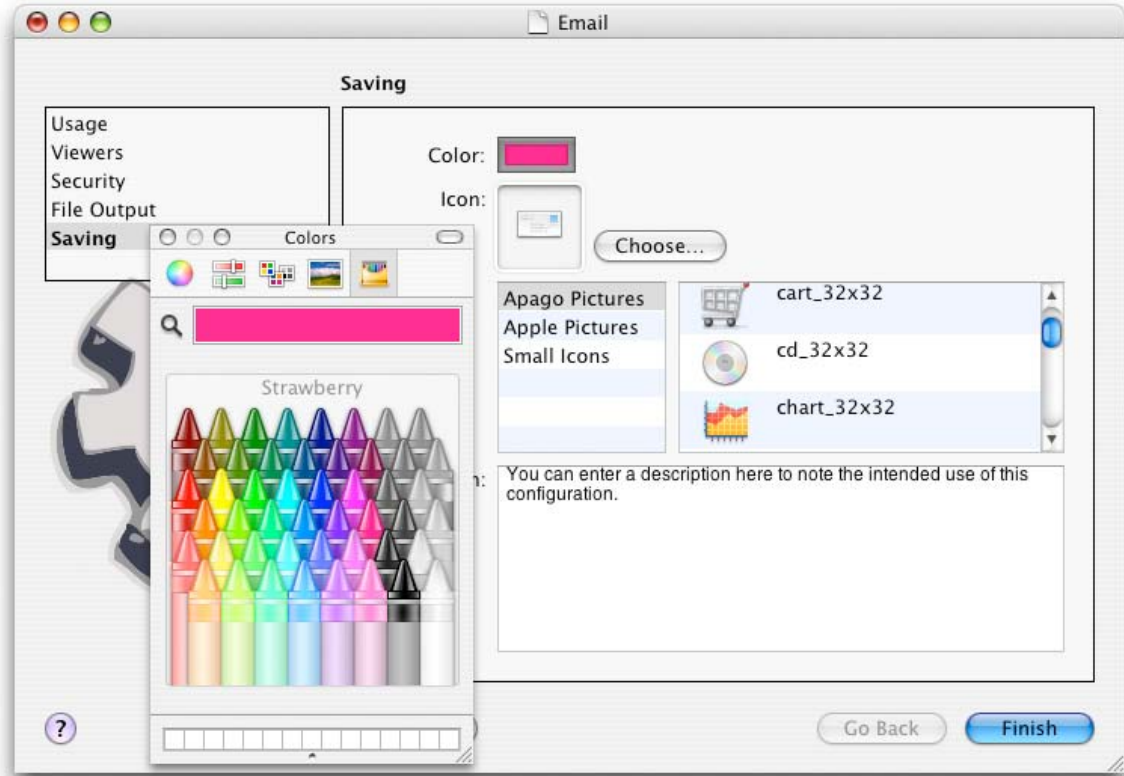 Email
Saving
Usage
Viewers
Security
File Output
Saving
Color:
Icon:
Choose...
Colors
Strawberry
Apago Pictures
Apple Pictures
Small Icons
cart_32x32
cd_32x32
chart_32x32
n:
You can enter a description here to note the intended use of this
configuration.
?
Go Back
Finish